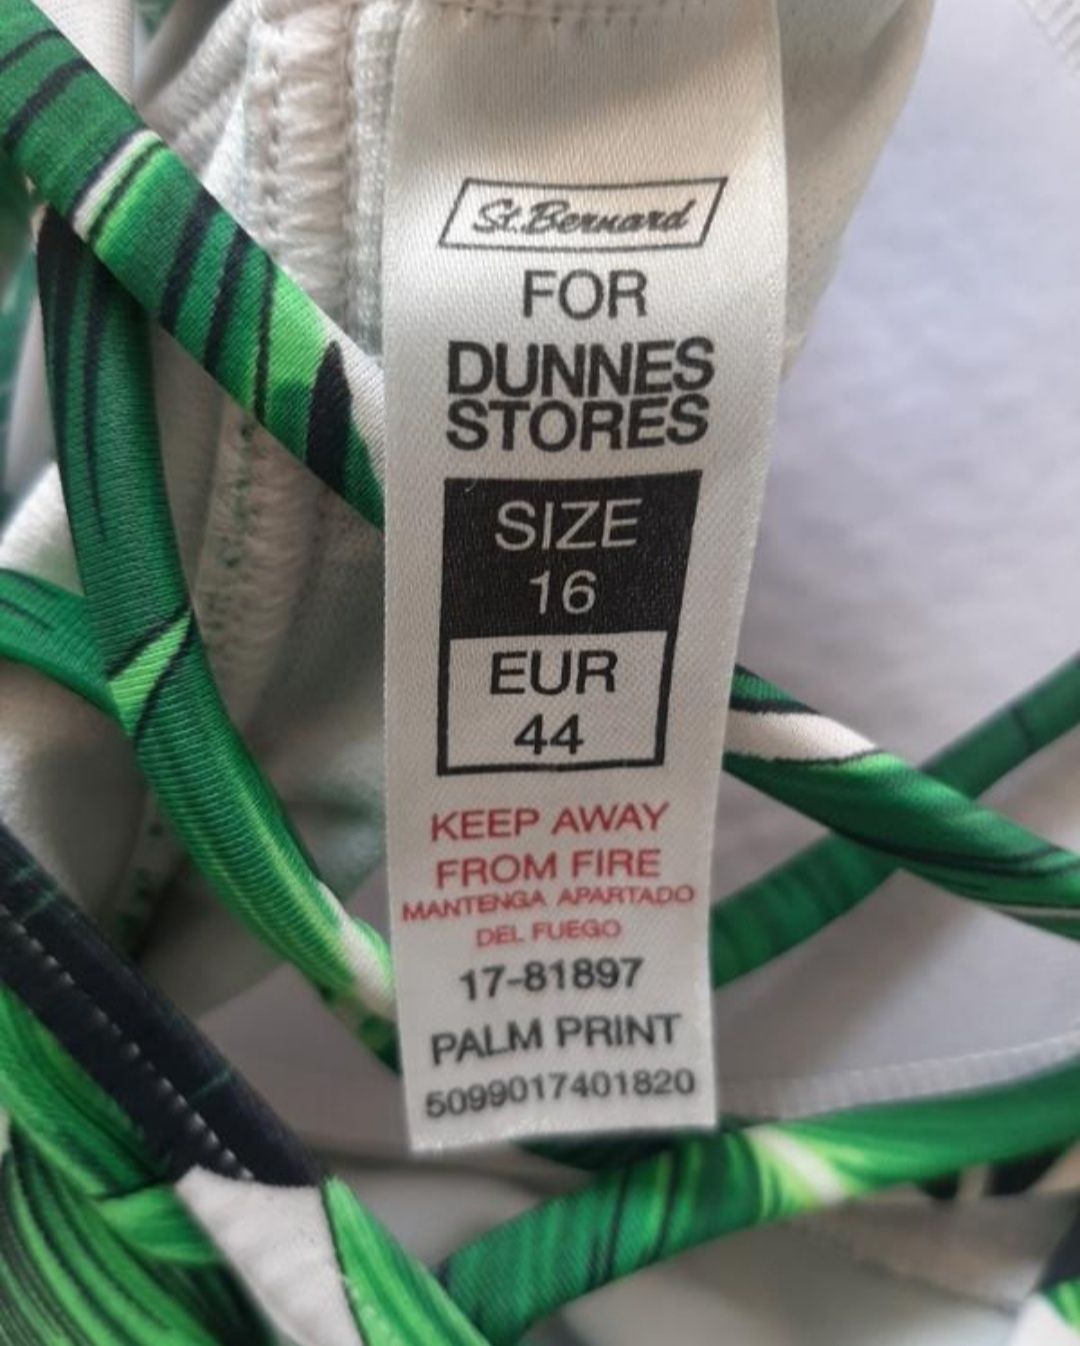 St.Bernard
FOR
DUNNES
STORES
SIZE
16
EUR
44
KEEP AWAY
FROM FIRE
MANTENGA APARTADO
DEL FUEGO
17-81897
PALM PRINT
5099017401820